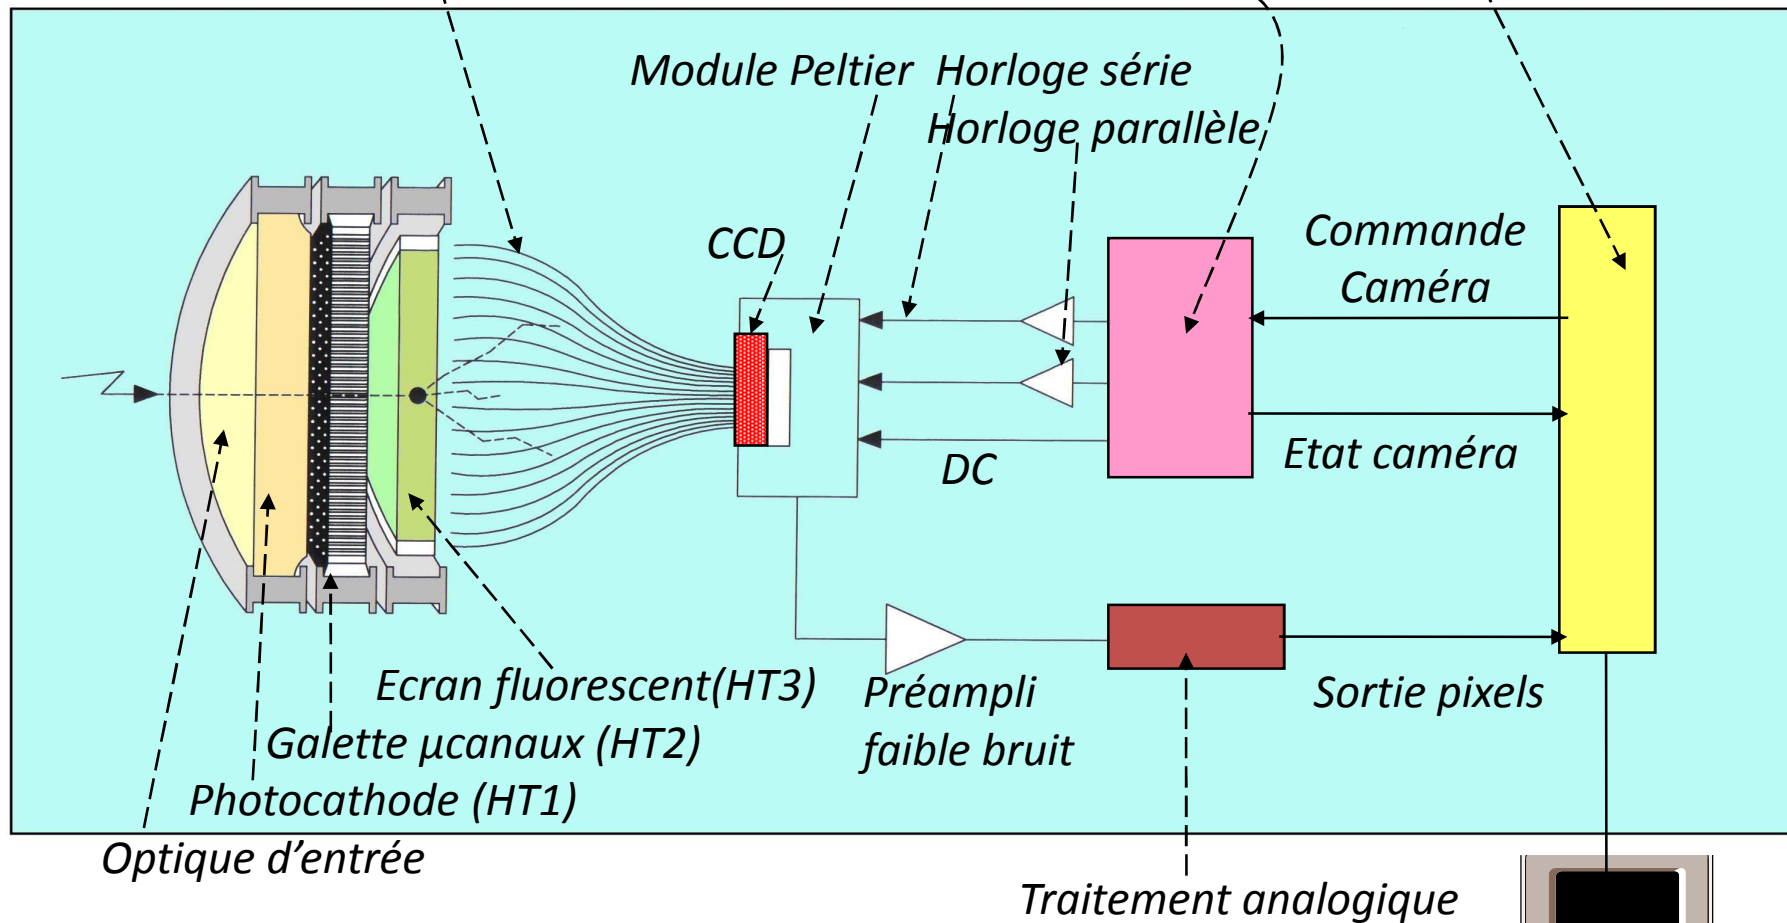 Module Peltier Horloge série
Horloge parallèle
CCD
Commande
Caméra
Etat caméra
DC
Ecran fluorescent(HT3)
Préampli
faible bruit
Sortie pixels
Galette µcanaux (HT2)
Photocathode (HT1)
Optique d’entrée
Traitement analogique